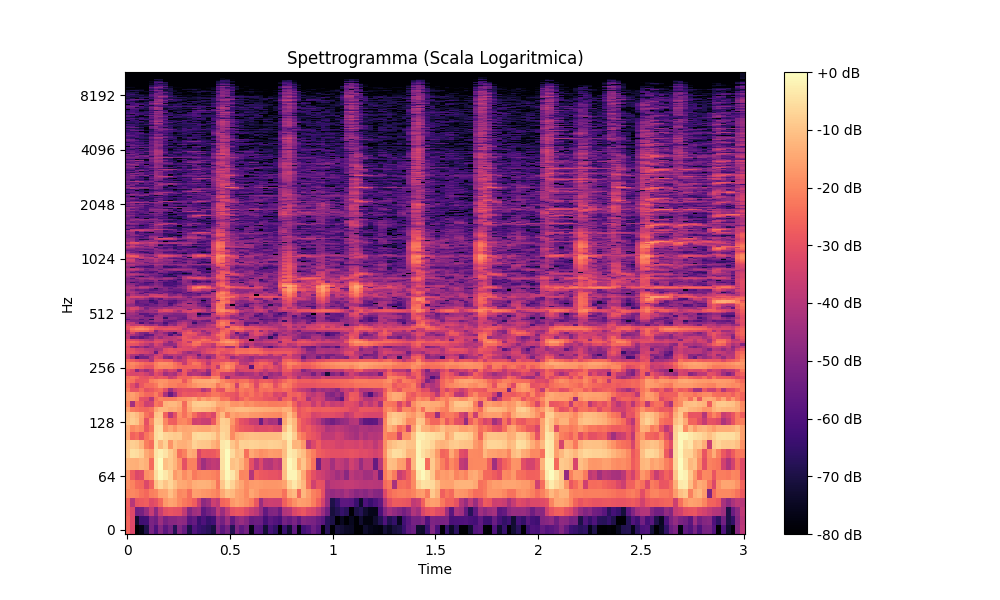 Spettrogramma (Scala Logaritmica)
Hz
8192
4096
2048
1024
512
256
128
64
0
0
0.5
1
1.5
2
2.5
3
Time
+0 dB
-10 dB
-20 dB
-30 dB
-40 dB
-50 dB
-60 dB
-70 dB
-80 dB